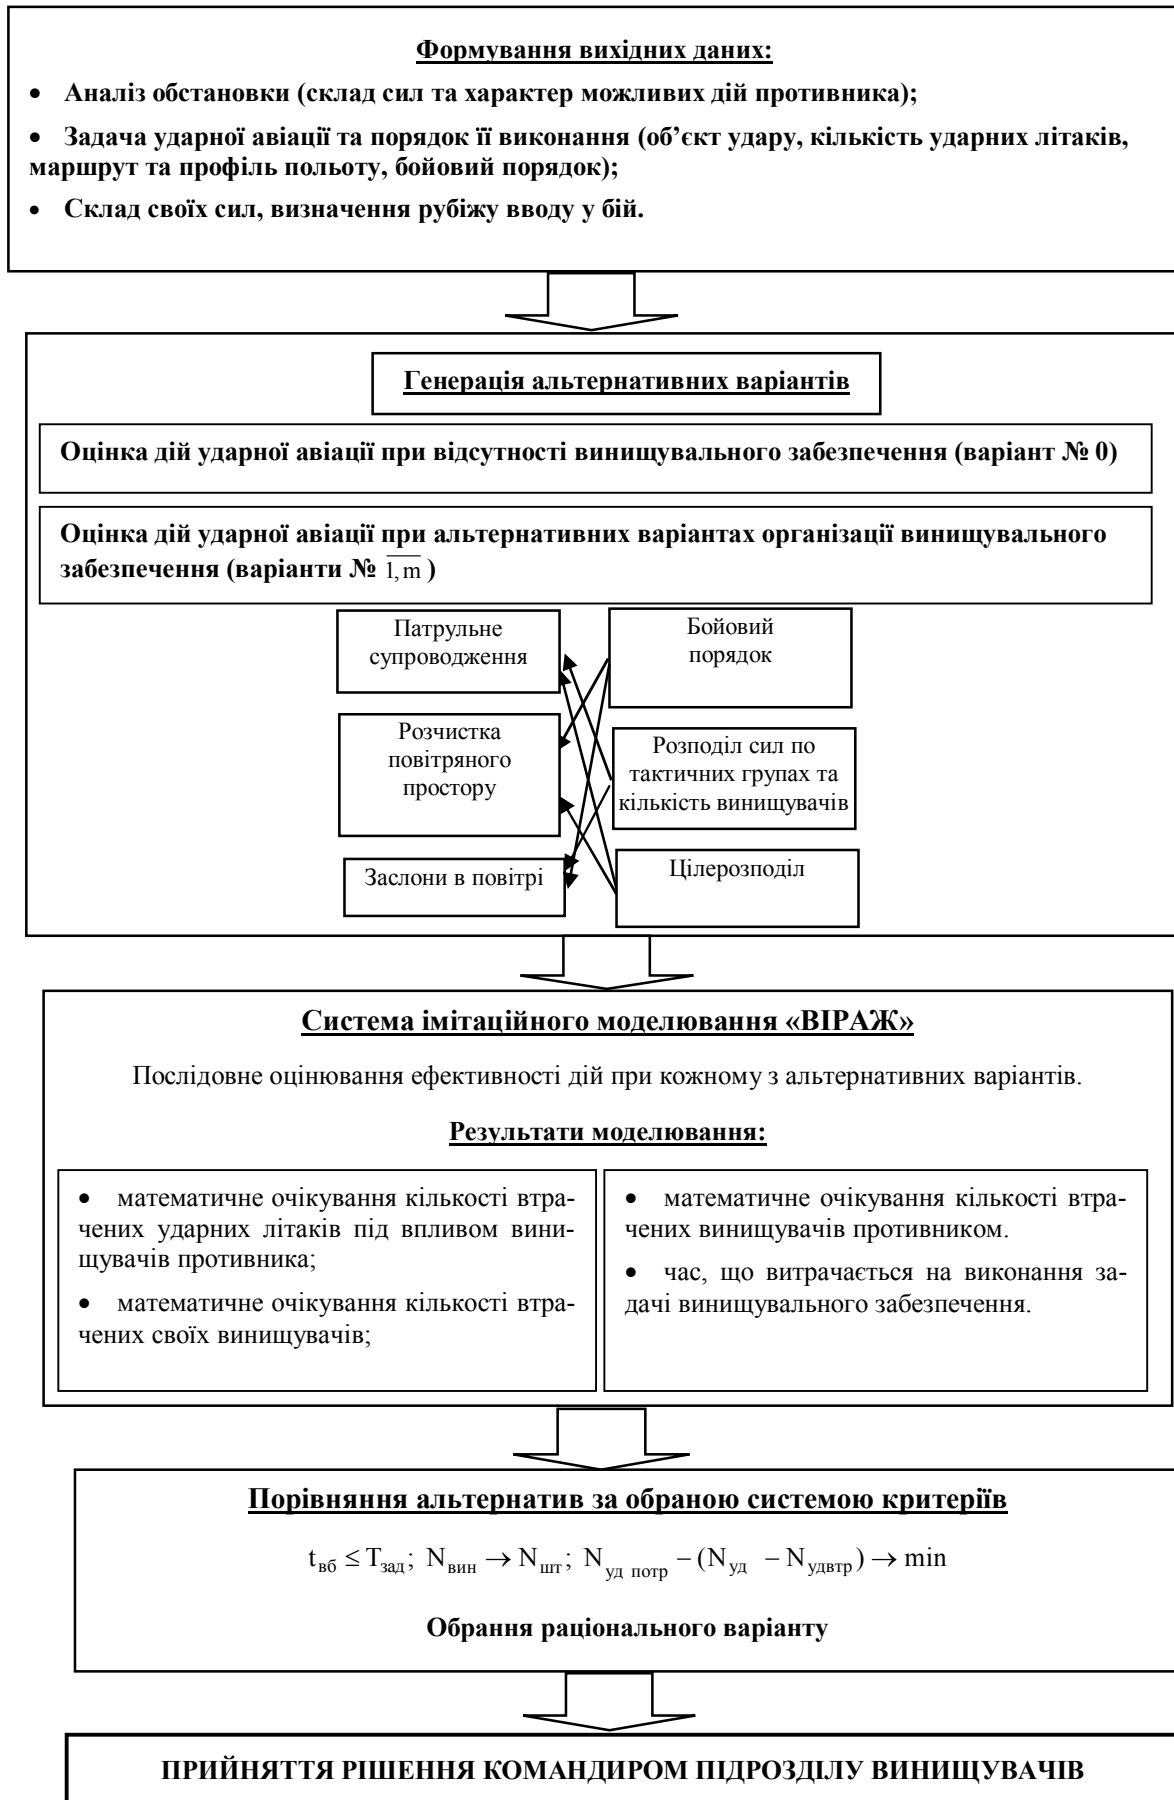 Формування вихідних даних:
• Аналіз обстановки (склад сил та характер можливих дій противника);
• Задача ударної авіації та порядок її виконання (об’єкт удару, кількість ударних літаків,
маршрут та профіль польоту, бойовий порядок);
• Склад своїх сил, визначення рубіжу вводу у бій.
Генерація альтернативних варіантів
Оцінка дій ударної авіації при відсутності винищувального забезпечення (варіант № 0)
Оцінка дій ударної авіації при альтернативних варіантах організації винищувального
забезпечення (варіанти № 1, m )
Патрульне
супроводження
Бойовий
порядок
Розчистка
повітряного
простору
Розподіл сил по
тактичних групах та
кількість винищувачів
Заслони в повітрі
Цілерозподіл
Система імітаційного моделювання «ВІРАЖ»
Послідовне оцінювання ефективності дій при кожному з альтернативних варіантів.
Результати моделювання:
• математичне очікування кількості втра-
чених ударних літаків під впливом вини-
щувачів противника;
• математичне очікування кількості втра-
чених своїх винищувачів;
• математичне очікування кількості втра-
чених винищувачів противником.
• час, що витрачається на виконання за-
дачі винищувального забезпечення.
Порівняння альтернатив за обраною системою критеріїв
t вб ≤ T зад ; N вин → N шт ; N уд потр − (N уд − N удвтр ) → min
Обрання раціонального варіанту
ПРИЙНЯТТЯ РІШЕННЯ КОМАНДИРОМ ПІДРОЗДІЛУ ВИНИЩУВАЧІВ